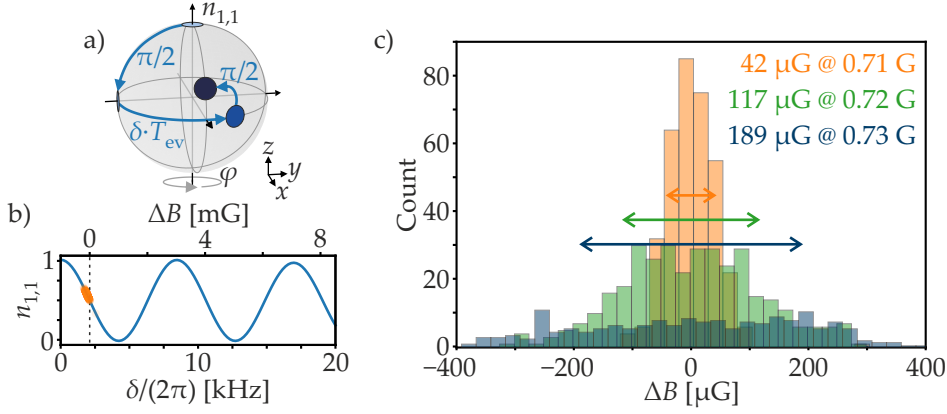 a)
n₁,₁
π/2
π/2
δ·Tₑᵥ
z
y
x
φ
b)
ΔB [mG]
0 4 8
n₁,₁
1
0
0 10 20
δ/(2π) [kHz]
c)
42 µG @ 0.71 G
117 µG @ 0.72 G
189 µG @ 0.73 G
Count
80
60
40
20
0
−400 −200 0 200 400
ΔB [µG]